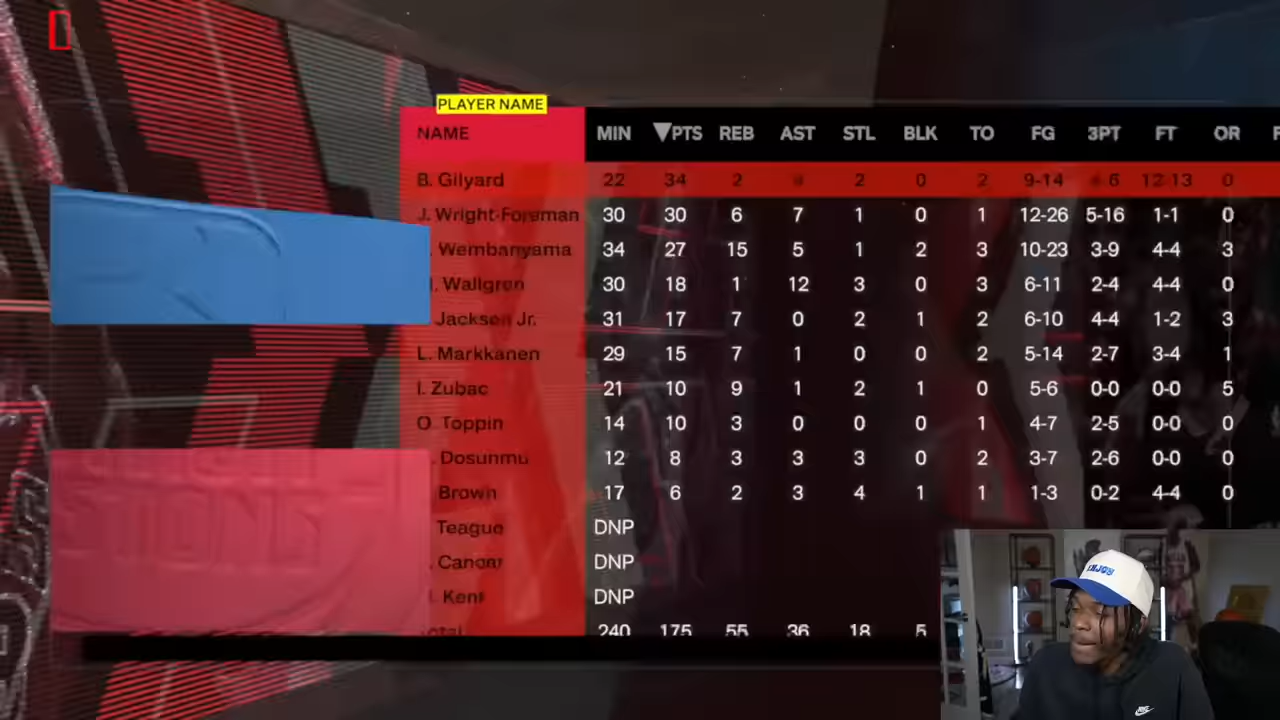 PLAYER NAME
NAME MIN PTS REB AST STL BLK TO FG 3PT FT OR
B. Gilyard 22 34 2 2 0 2 9-14 12-13 0
J. Wright-Foreman 30 30 6 7 1 0 1 12-26 5-16 1-1 0
Wembanyama 34 27 15 5 1 2 3 10-23 3-9 4-4 3
Wallgren 30 18 1 12 3 0 3 6-11 2-4 4-4 0
Jackson Jr. 31 17 7 0 2 1 2 6-10 4-4 1-2 3
L. Markkanen 29 15 7 1 0 0 2 5-14 2-7 3-4 1
I. Zubac 21 10 9 1 2 1 0 5-6 0-0 0-0 5
O. Toppin 14 10 3 0 0 0 1 4-7 2-5 0-0 0
Dosunmu 12 8 3 3 3 0 2 3-7 2-6 0-0 0
Brown 17 6 2 3 4 1 1 1-3 0-2 4-4 0
Teague DNP
Cancar DNP
Kent DNP
240 175 55 36 18 5
ENJOY